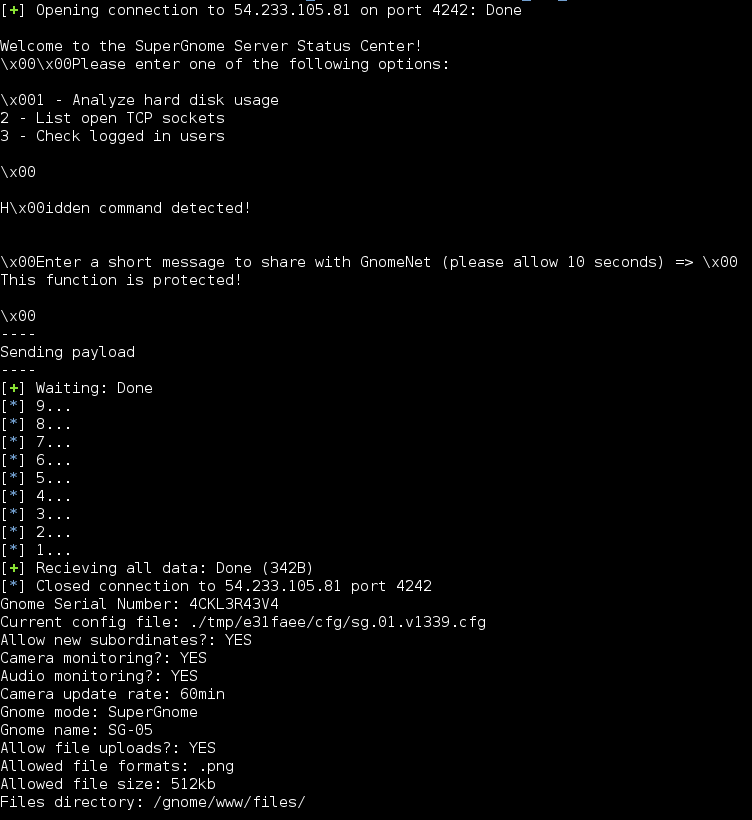 [+] Opening connection to 54.233.105.81 on port 4242: Done
Welcome to the SuperGnome Server Status Center!
\x00\x00Please enter one of the following options:
\x001 - Analyze hard disk usage
2 - List open TCP sockets
3 - Check logged in users
\x00
H\x00idden command detected!
\x00Enter a short message to share with GnomeNet (please allow 10 seconds) => \x00
This function is protected!
\x00
----
Sending payload
----
[+] Waiting: Done
[*] 9...
[*] 8...
[*] 7...
[*] 6...
[*] 5...
[*] 4...
[*] 3...
[*] 2...
[*] 1...
[+] Recieving all data: Done (342B)
[*] Closed connection to 54.233.105.81 port 4242
Gnome Serial Number: 4CKL3R43V4
Current config file: ./tmp/e31faee/cfg/sg.01.v1339.cfg
Allow new subordinates?: YES
Camera monitoring?: YES
Audio monitoring?: YES
Camera update rate: 60min
Gnome mode: SuperGnome
Gnome name: SG-05
Allow file uploads?: YES
Allowed file formats: .png
Allowed file size: 512kb
Files directory: /gnome/www/files/